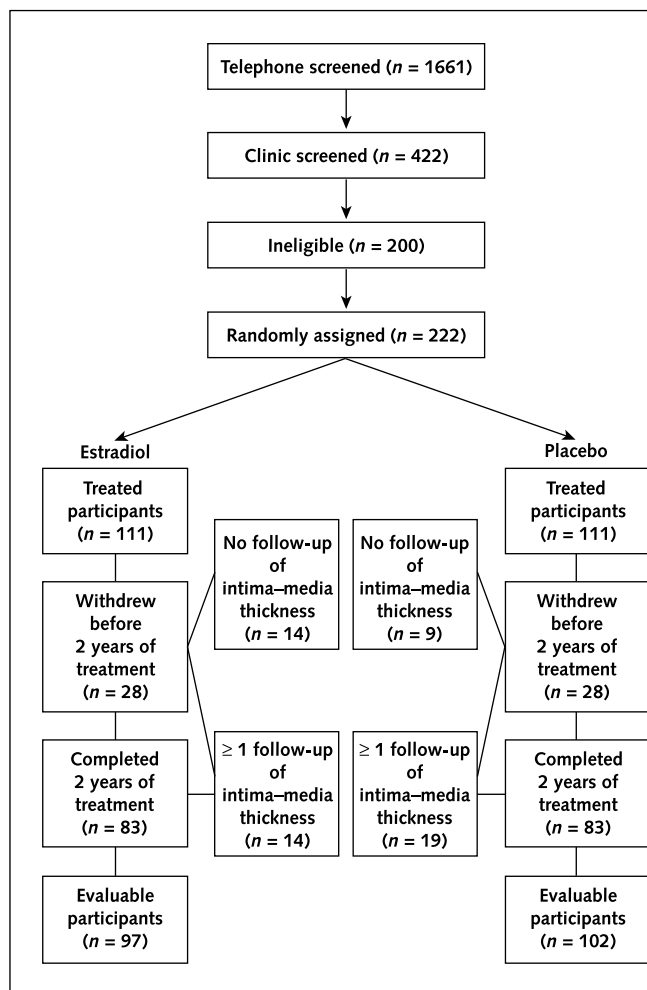 Telephone screened (n = 1661)
Clinic screened (n = 422)
Ineligible (n = 200)
Randomly assigned (n = 222)
Estradiol
Treated
participants
(n = 111)
Withdrew
before
2 years of
treatment
(n = 28)
Completed
2 years of
treatment
(n = 83)
Evaluable
participants
(n = 97)
No follow-up
of
intima–media
thickness
(n = 14)
≥ 1 follow-up
of
intima–media
thickness
(n = 14)
No follow-up
of
intima–media
thickness
(n = 9)
≥ 1 follow-up
of
intima–media
thickness
(n = 19)
Placebo
Treated
participants
(n = 111)
Withdrew
before
2 years of
treatment
(n = 28)
Completed
2 years of
treatment
(n = 83)
Evaluable
participants
(n = 102)